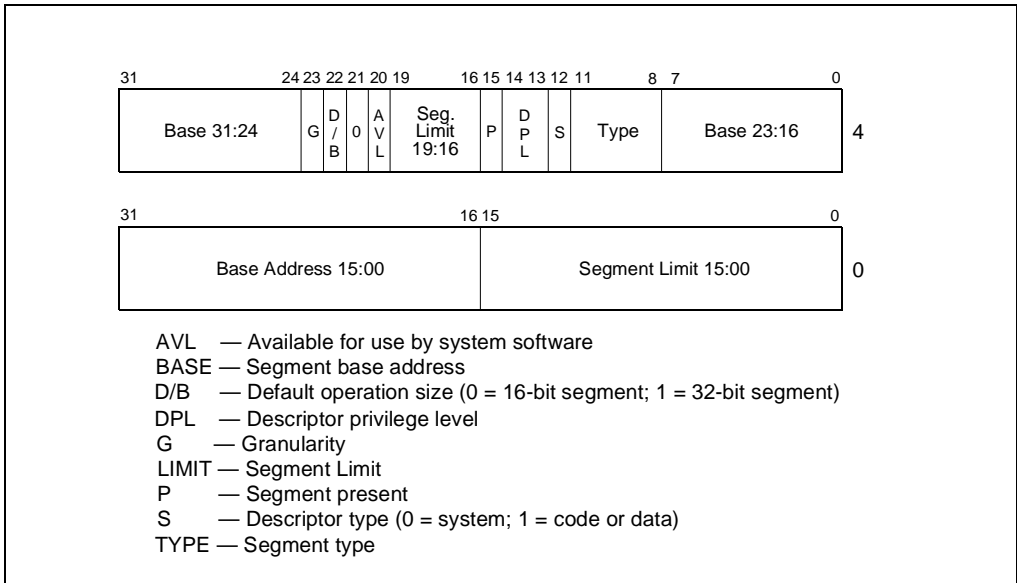 31 24 23 22 21 20 19 16 15 14 13 12 11 8 7 0
Base 31:24 G D/B 0 AVL Seg. Limit 19:16 P DPL S Type Base 23:16 4
31 16 15 0
Base Address 15:00 Segment Limit 15:00 0
AVL — Available for use by system software
BASE — Segment base address
D/B — Default operation size (0 = 16-bit segment; 1 = 32-bit segment)
DPL — Descriptor privilege level
G — Granularity
LIMIT — Segment Limit
P — Segment present
S — Descriptor type (0 = system; 1 = code or data)
TYPE — Segment type